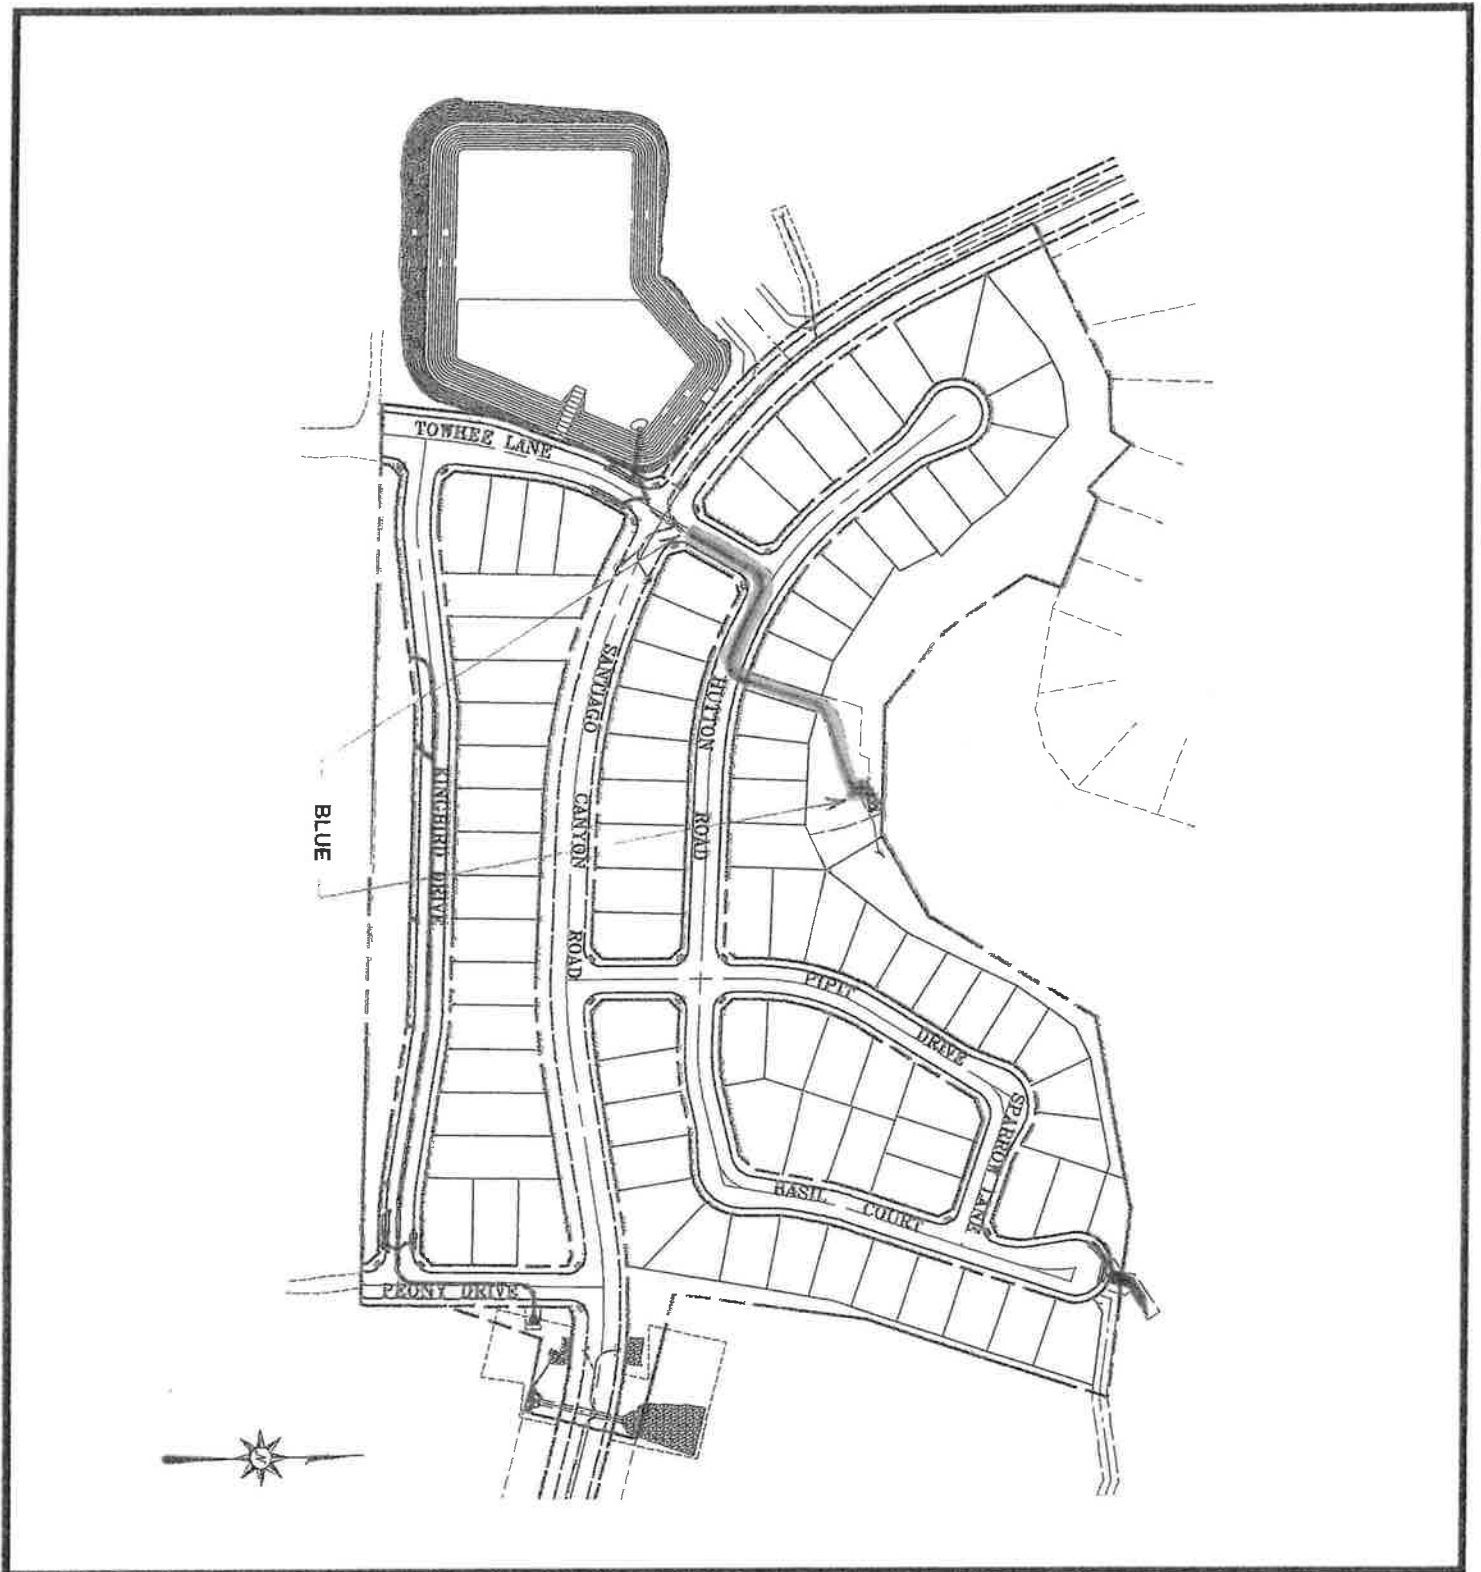 TOWHEE LANE
SANTIAGO CANYON ROAD
HUTTON ROAD
KINGBIRD DRIVE
BLUE
PIPIT DRIVE
SPARROW LANE
BASIL COURT
PEONY DRIVE
N